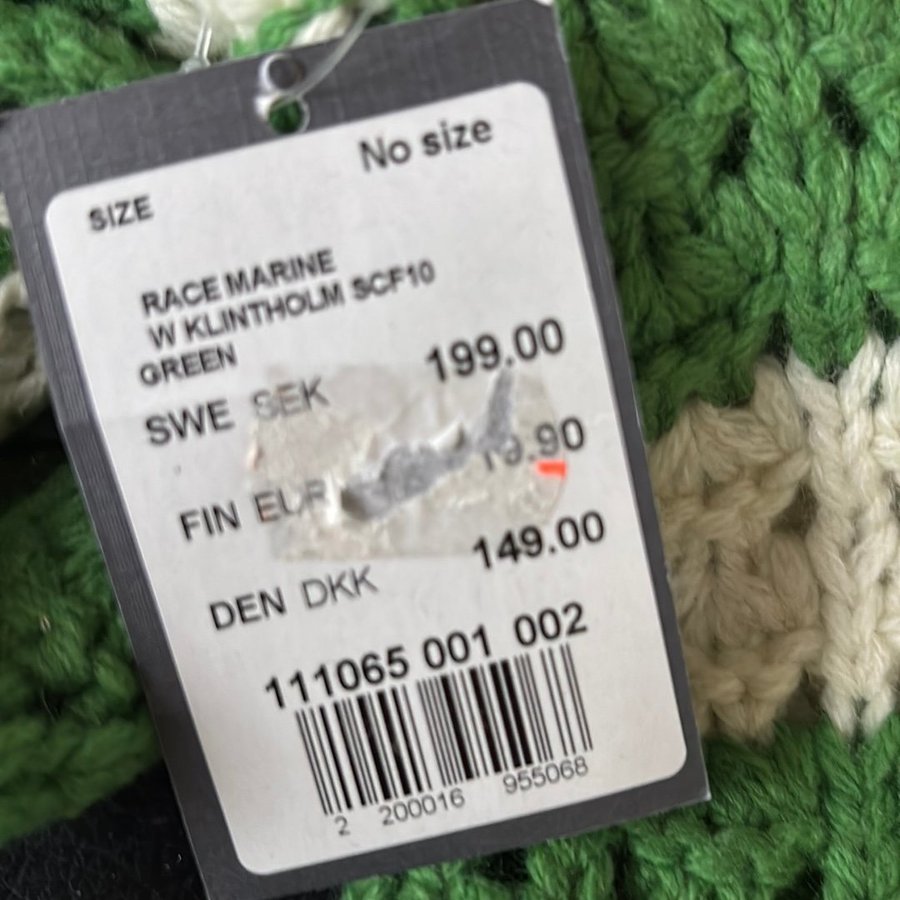 No size
SIZE
RACE MARINE
W KLINTHOLM SCF10
GREEN
SWE SEK 199.00
FIN EUR
DEN DKK 149.00
111065 001 002
2 200016 955068